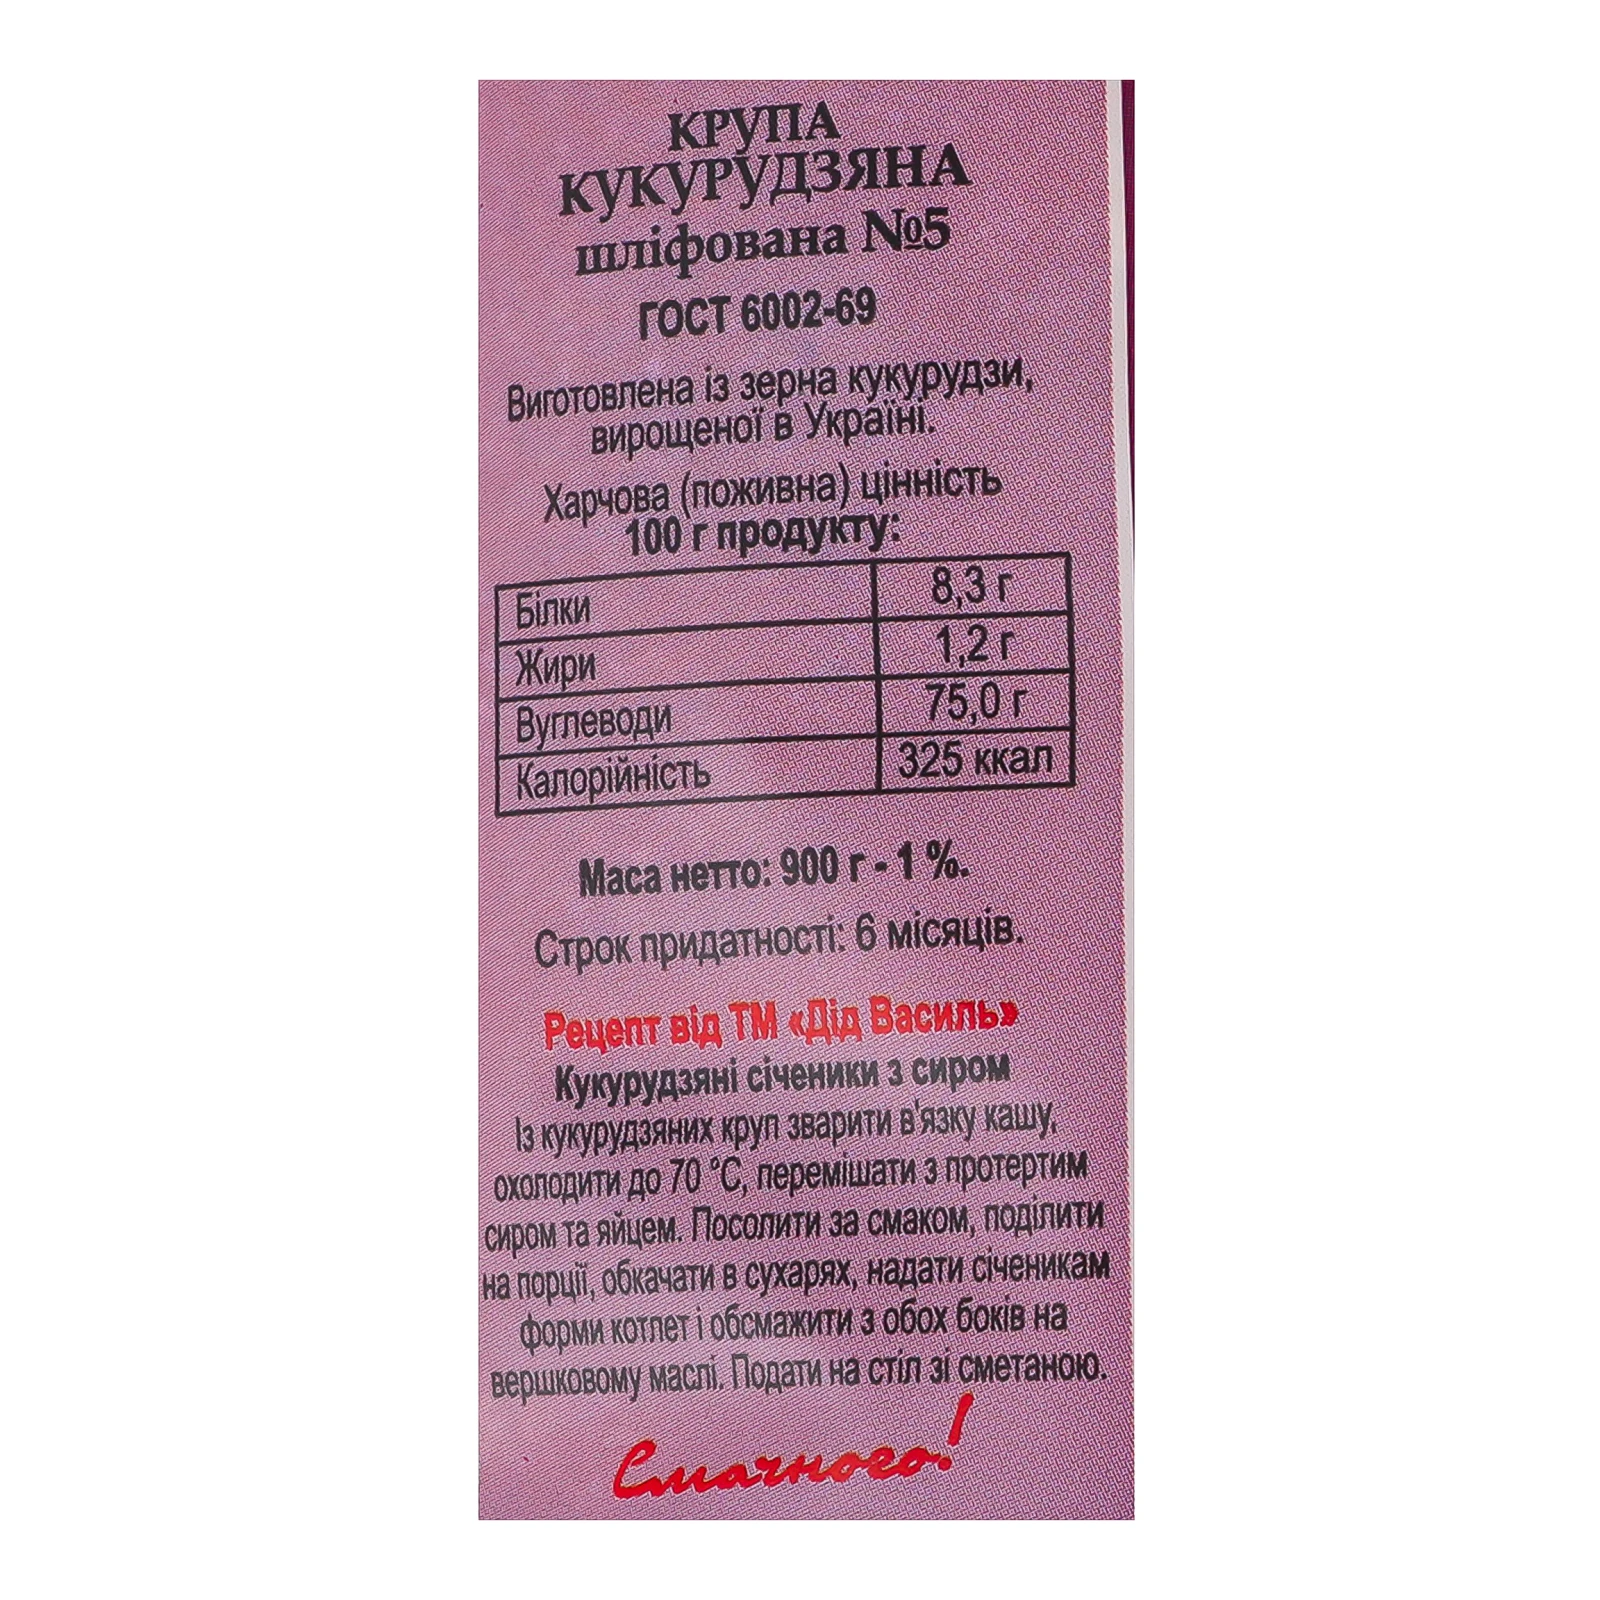 КРУПА
КУКУРУДЗЯНА
шліфована №5
ГОСТ 6002-69
Виготовлена із зерна кукурудзи,
вирощеної в Україні.
Харчова (поживна) цінність
100 г продукту:
Білки 8,3 г
Жири 1,2 г
Вуглеводи 75,0 г
Калорійність 325 ккал
Маса нетто: 900 г - 1 %.
Строк придатності: 6 місяців.
Рецепт від ТМ «Дід Василь»
Кукурудзяні січеники з сиром
Із кукурудзяних круп зварити в'язку кашу,
охолодити до 70 °С, перемішати з протертим
сиром та яйцем. Посолити за смаком, поділити
на порції, обкачати в сухарях, надати січеникам
форми котлет і обсмажити з обох боків на
вершковому маслі. Подати на стіл зі сметаною.
Смачного!